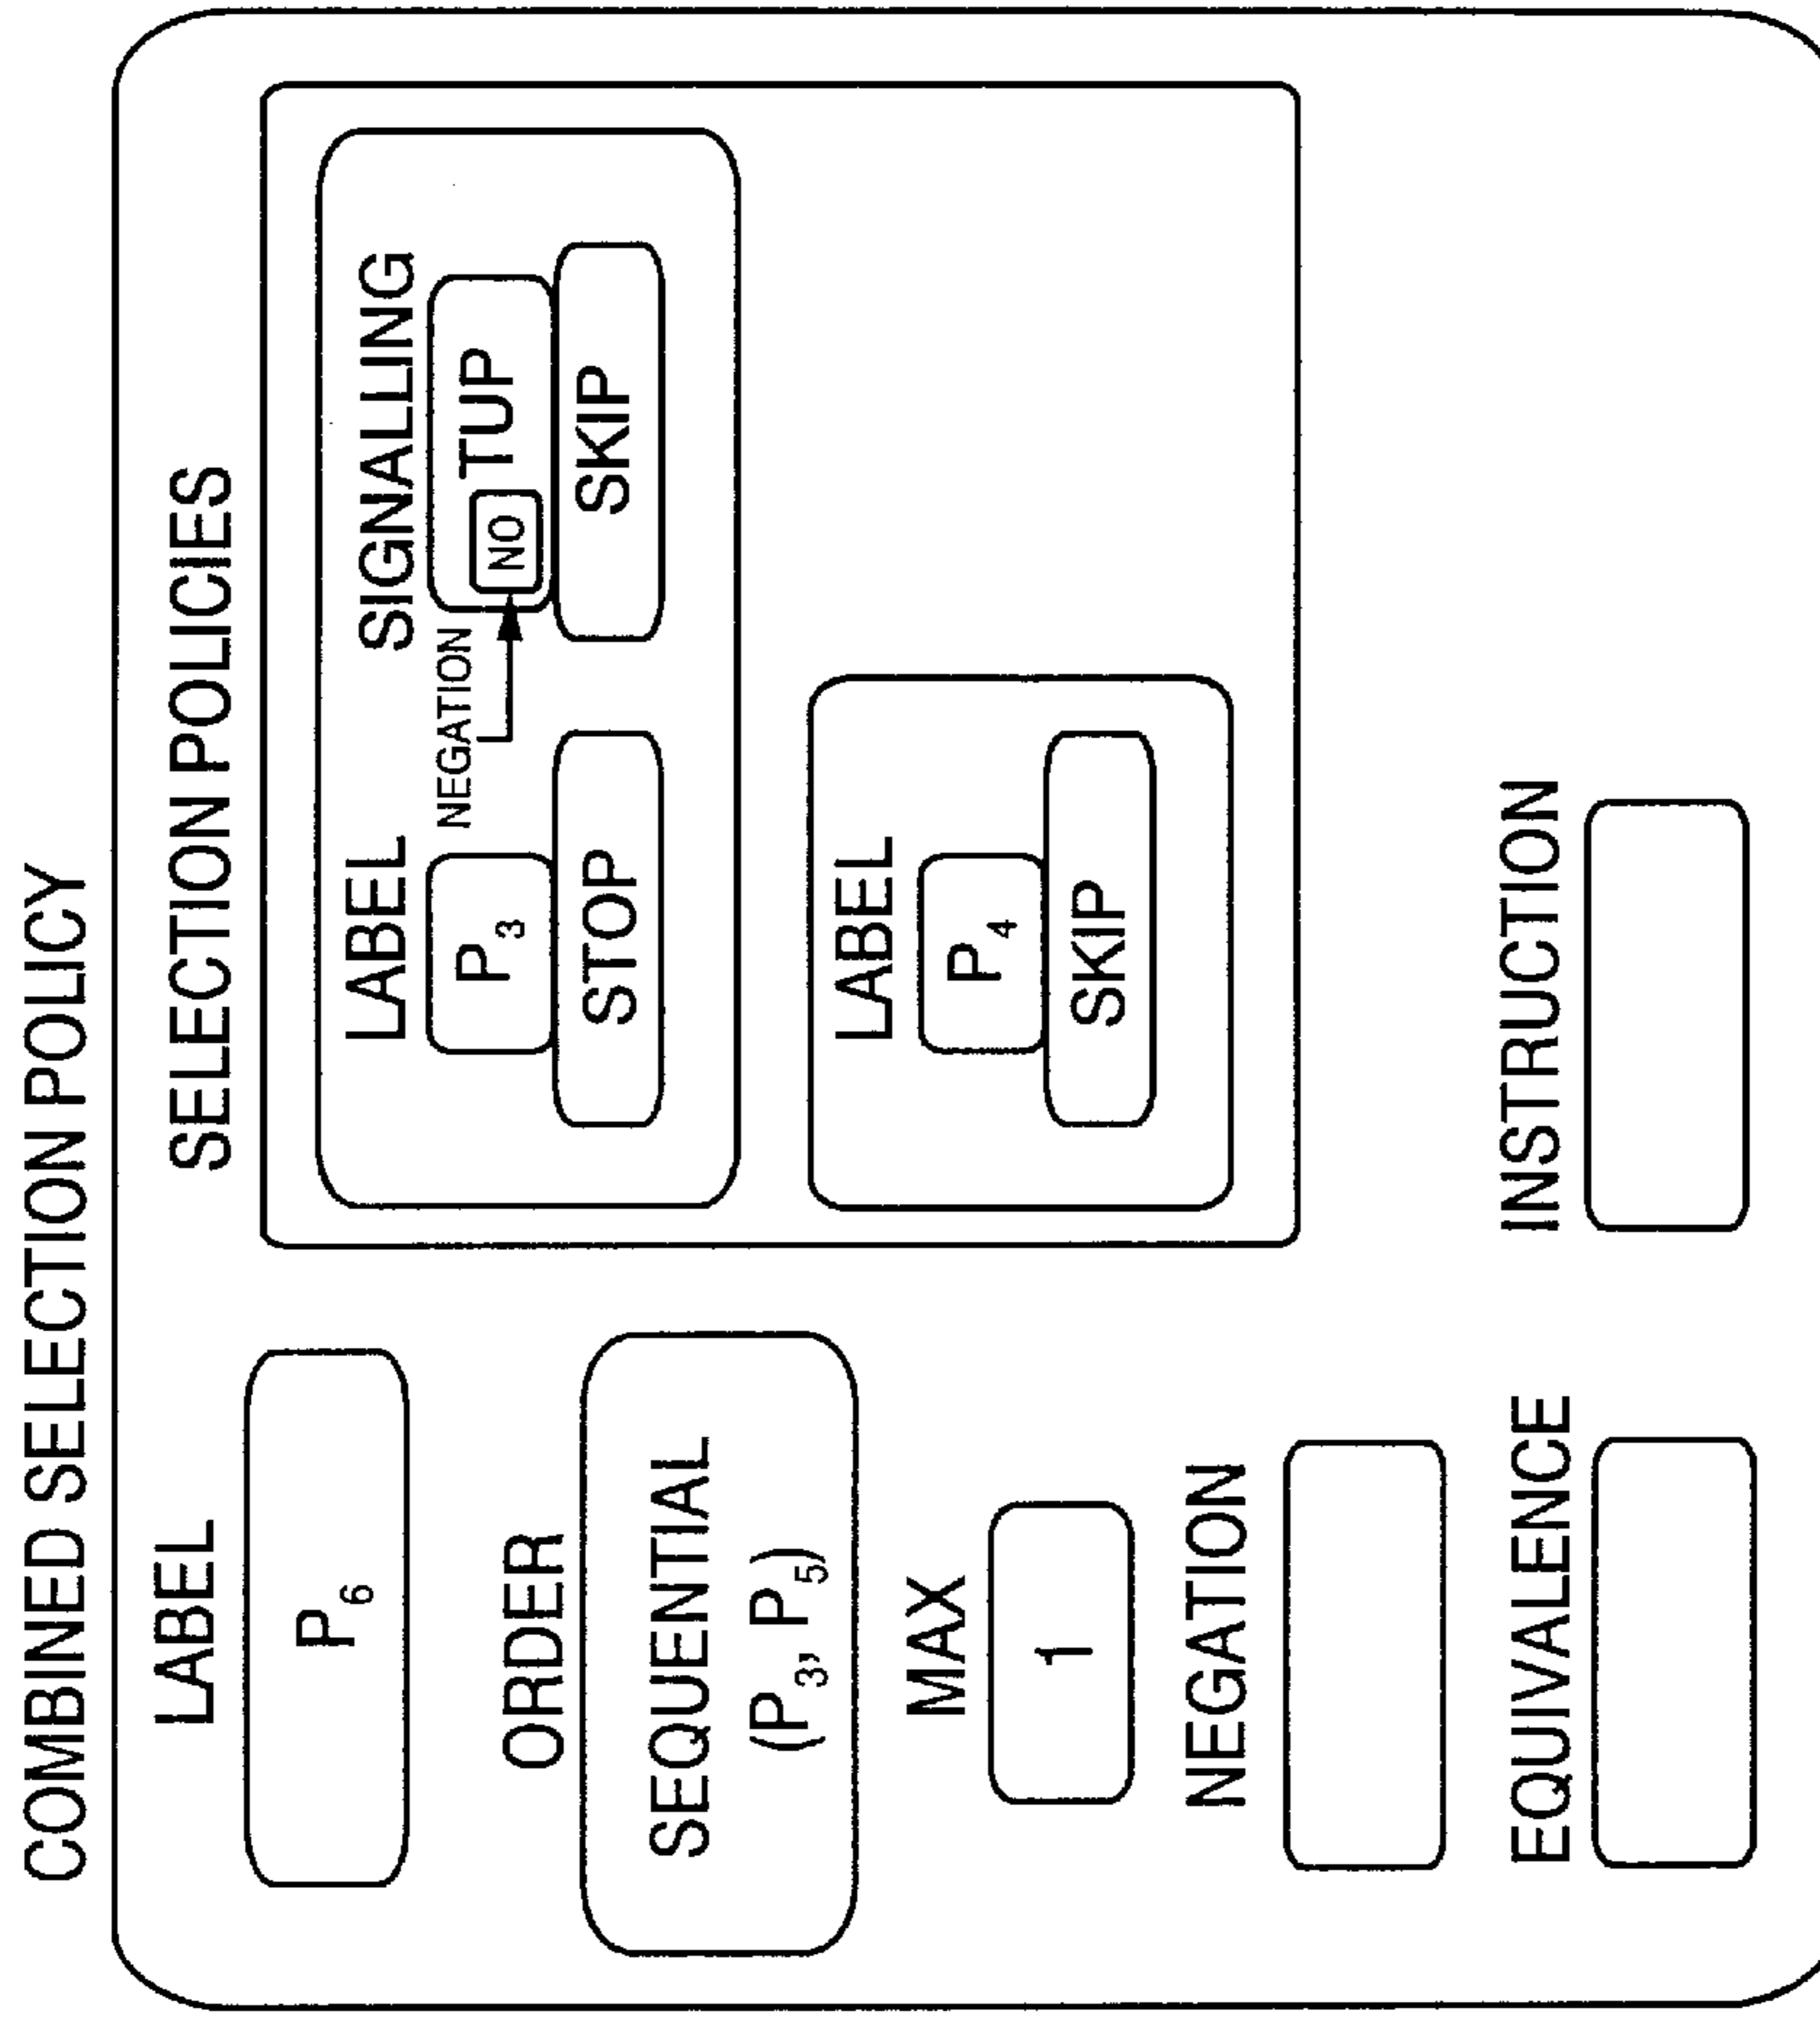 COMBINED SELECTION POLICY
LABEL
P6
ORDER
SEQUENTIAL
(P3, P5)
MAX
1
NEGATION
EQUIVALENCE
SELECTION POLICIES
LABEL
P3
STOP
NEGATION
SIGNALLING
NO TUP
SKIP
LABEL
P4
SKIP
INSTRUCTION